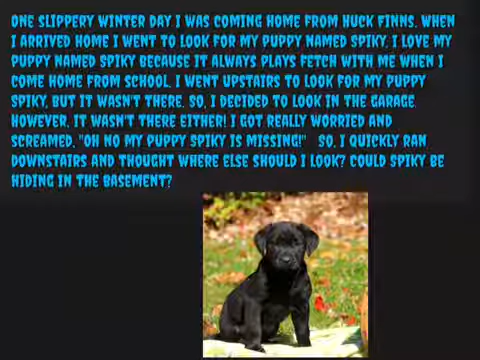 ONE SLIPPERY WINTER DAY I WAS COMING HOME FROM HUCK FINNS. WHEN
I ARRIVED HOME I WENT TO LOOK FOR MY PUPPY NAMED SPIKY. I LOVE MY
PUPPY NAMED SPIKY BECAUSE IT ALWAYS PLAYS FETCH WITH ME WHEN I
COME HOME FROM SCHOOL. I WENT UPSTAIRS TO LOOK FOR MY PUPPY
SPIKY, BUT IT WASN'T THERE. SO, I DECIDED TO LOOK IN THE GARAGE.
HOWEVER, IT WASN'T THERE EITHER! I GOT REALLY WORRIED AND
SCREAMED, "OH NO MY PUPPY SPIKY IS MISSING!" SO, I QUICKLY RAN
DOWNSTAIRS AND THOUGHT WHERE ELSE SHOULD I LOOK? COULD SPIKY BE
HIDING IN THE BASEMENT?